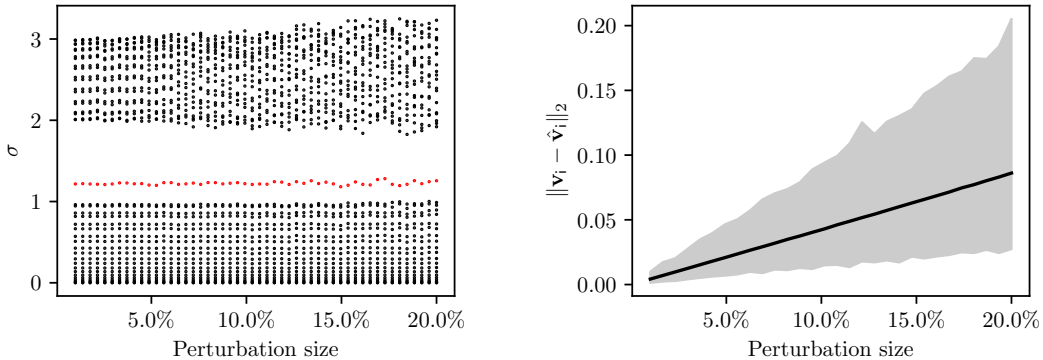 3
2
1
0
σ
5.0% 10.0% 15.0% 20.0%
Perturbation size
0.20
0.15
0.10
0.05
0.00
‖v_i − v̂_i‖_2
5.0% 10.0% 15.0% 20.0%
Perturbation size